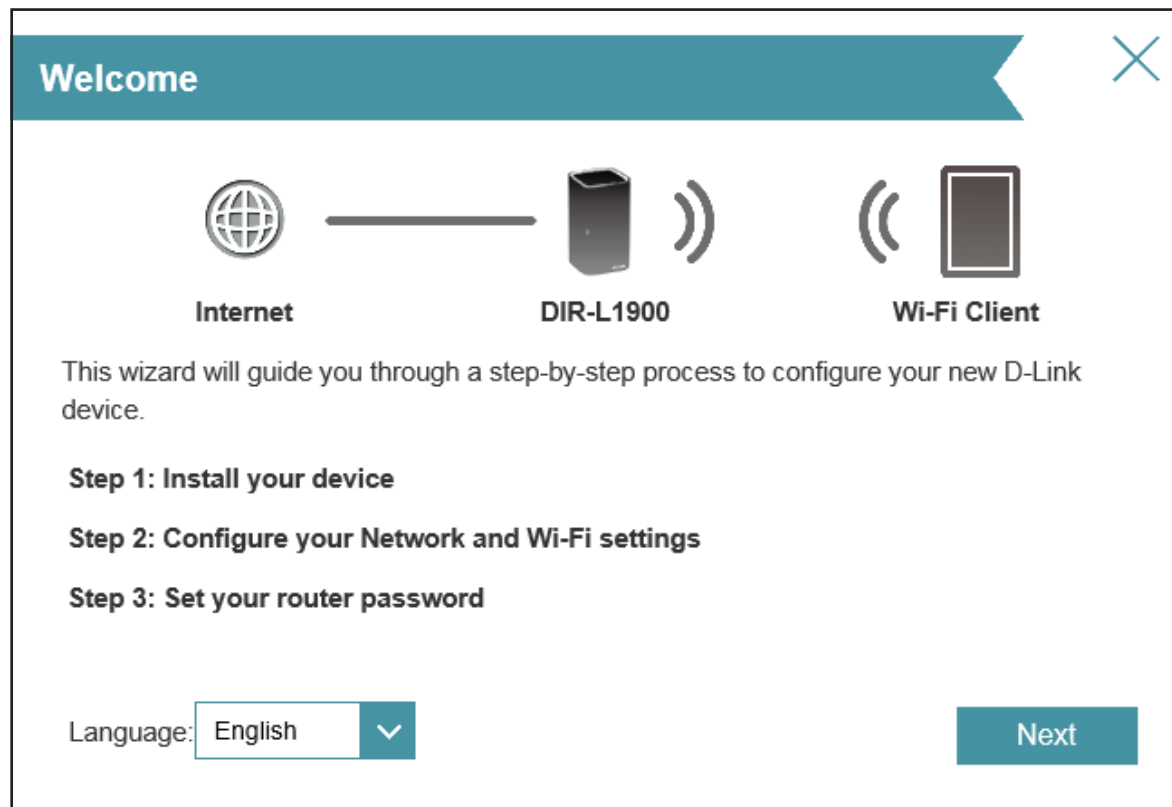 Welcome
Internet
DIR-L1900
Wi-Fi Client
This wizard will guide you through a step-by-step process to configure your new D-Link
device.
Step 1: Install your device
Step 2: Configure your Network and Wi-Fi settings
Step 3: Set your router password
Language: English
Next